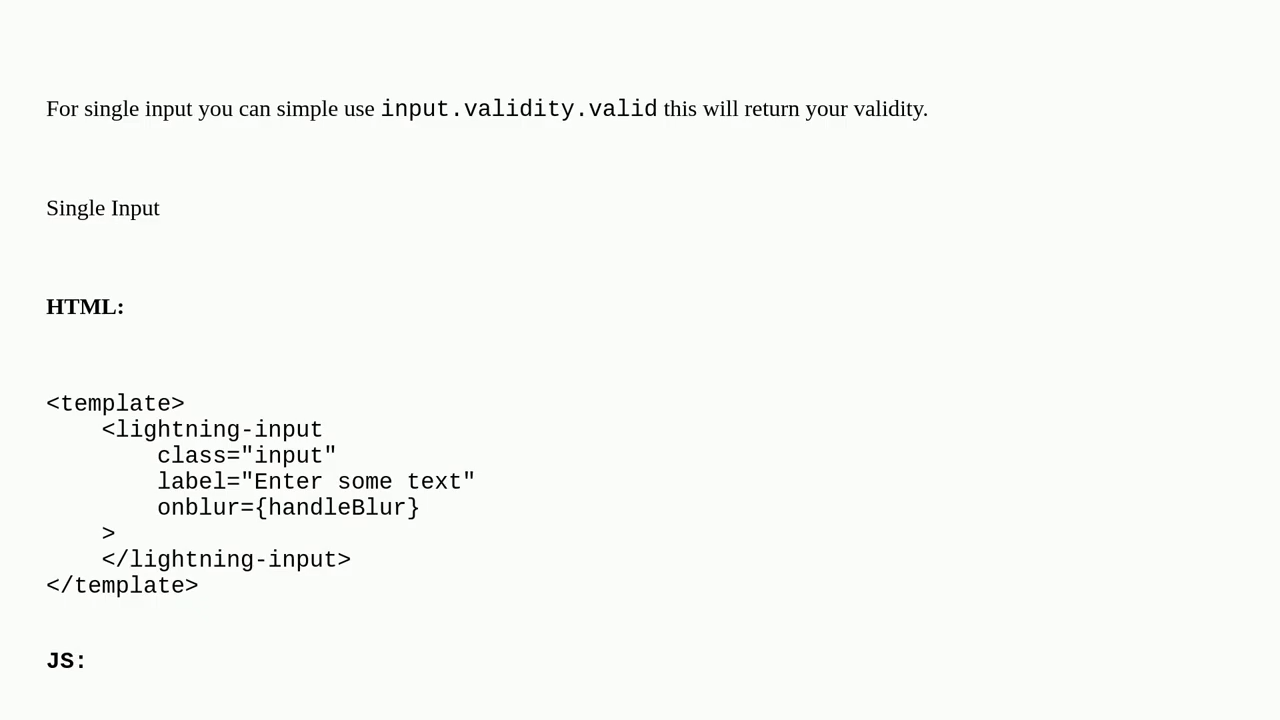 For single input you can simple use input.validity.valid this will return your validity.
Single Input
HTML:
<template>
    <lightning-input
        class="input"
        label="Enter some text"
        onblur={handleBlur}
    >
    </lightning-input>
</template>
JS: